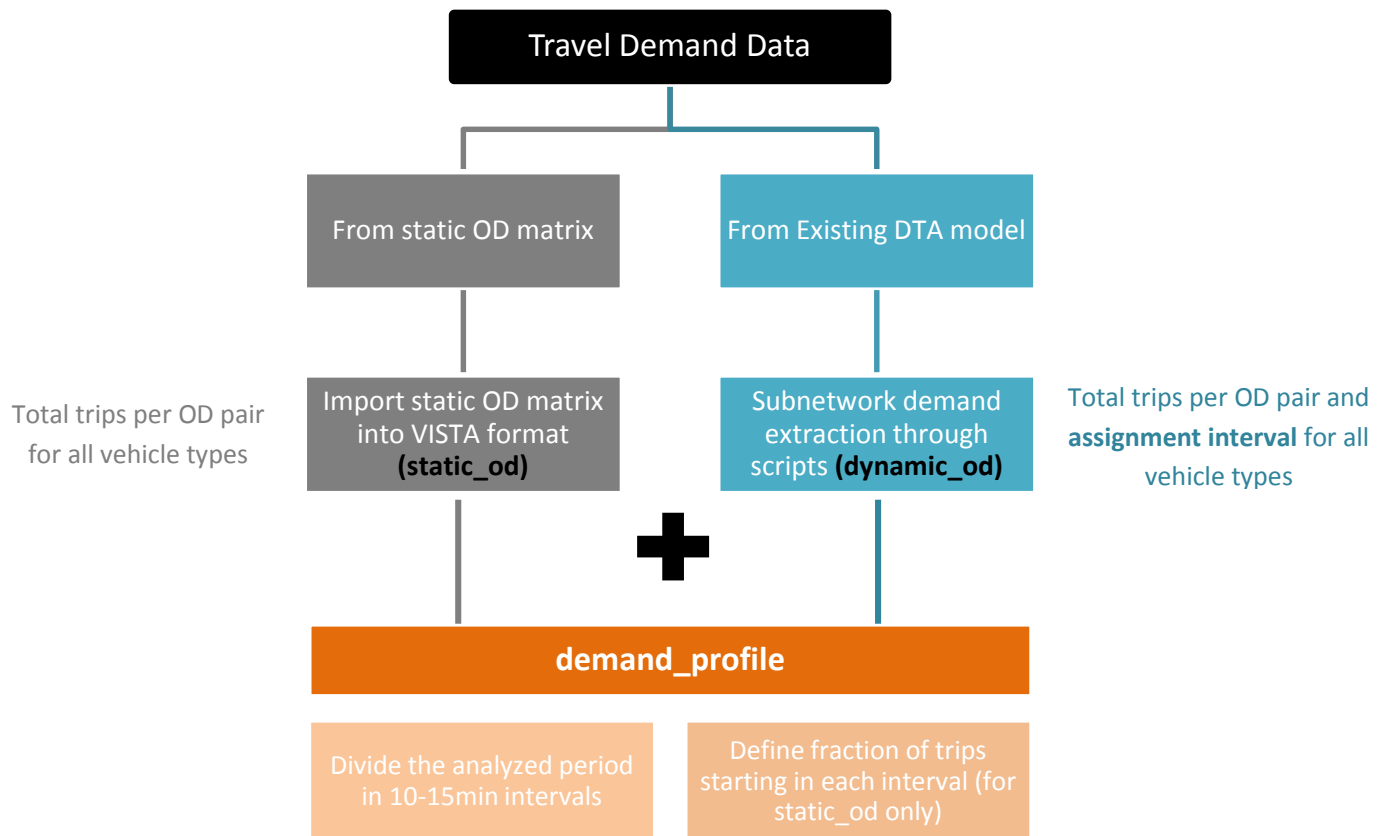 Travel Demand Data
From static OD matrix
From Existing DTA model
Total trips per OD pair
for all vehicle types
Import static OD matrix
into VISTA format
(static_od)
Subnetwork demand
extraction through
scripts (dynamic_od)
Total trips per OD pair and
assignment interval for all
vehicle types
demand_profile
Divide the analyzed period
in 10-15min intervals
Define fraction of trips
starting in each interval (for
static_od only)